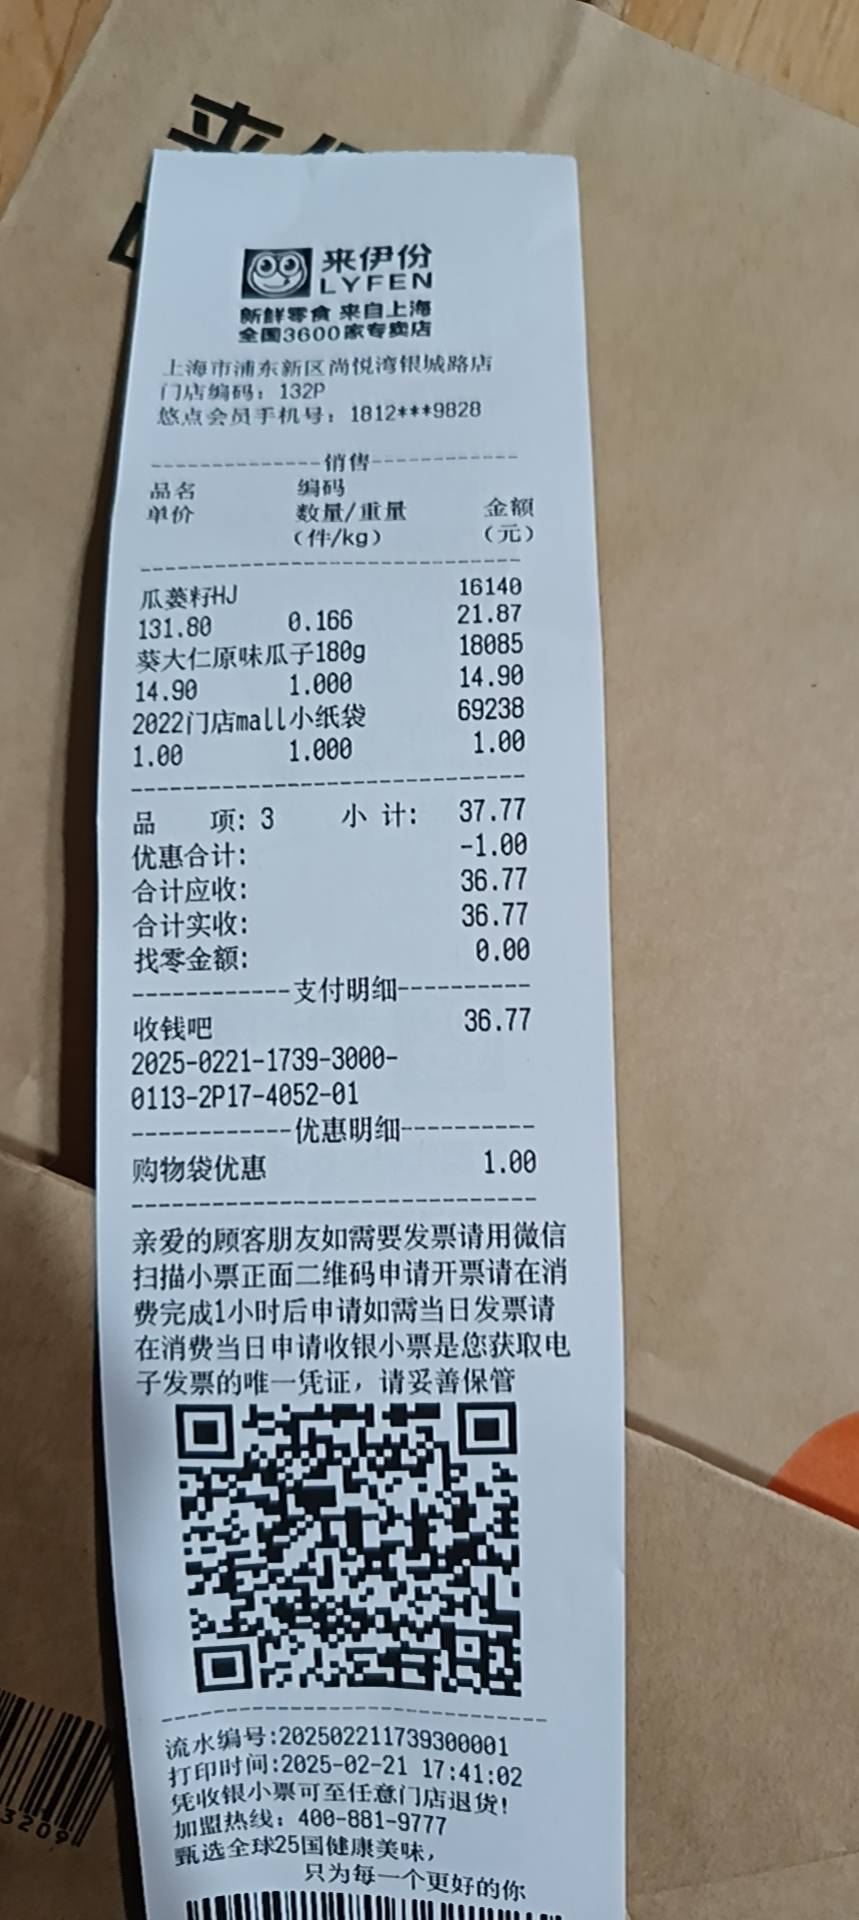 来伊份
LYFEN
新鲜零食 来自上海
全国3600家专卖店
上海市浦东新区尚悦湾银城路店
门店编码：132P
悠点会员手机号：1812***9828
-------------销售------------
品名 编码
单价 数量/重量 金额
（件/kg） （元）
瓜蒌籽HJ 16140
131.80 0.166 21.87
葵大仁原味瓜子180g 18085
14.90 1.000 14.90
2022门店mall小纸袋 69238
1.00 1.000 1.00
品 项: 3 小 计: 37.77
优惠合计: -1.00
合计应收: 36.77
合计实收: 36.77
找零金额: 0.00
------------支付明细----------
收钱吧 36.77
2025-0221-1739-3000-
0113-2P17-4052-01
------------优惠明细----------
购物袋优惠 1.00
亲爱的顾客朋友如需要发票请用微信
扫描小票正面二维码申请开票请在消
费完成1小时后申请如需当日发票请
在消费当日申请收银小票是您获取电
子发票的唯一凭证，请妥善保管
流水编号:202502211739300001
打印时间:2025-02-21 17:41:02
凭收银小票可至任意门店退货!
加盟热线：400-881-9777
甄选全球25国健康美味，
只为每一个更好的你
3209